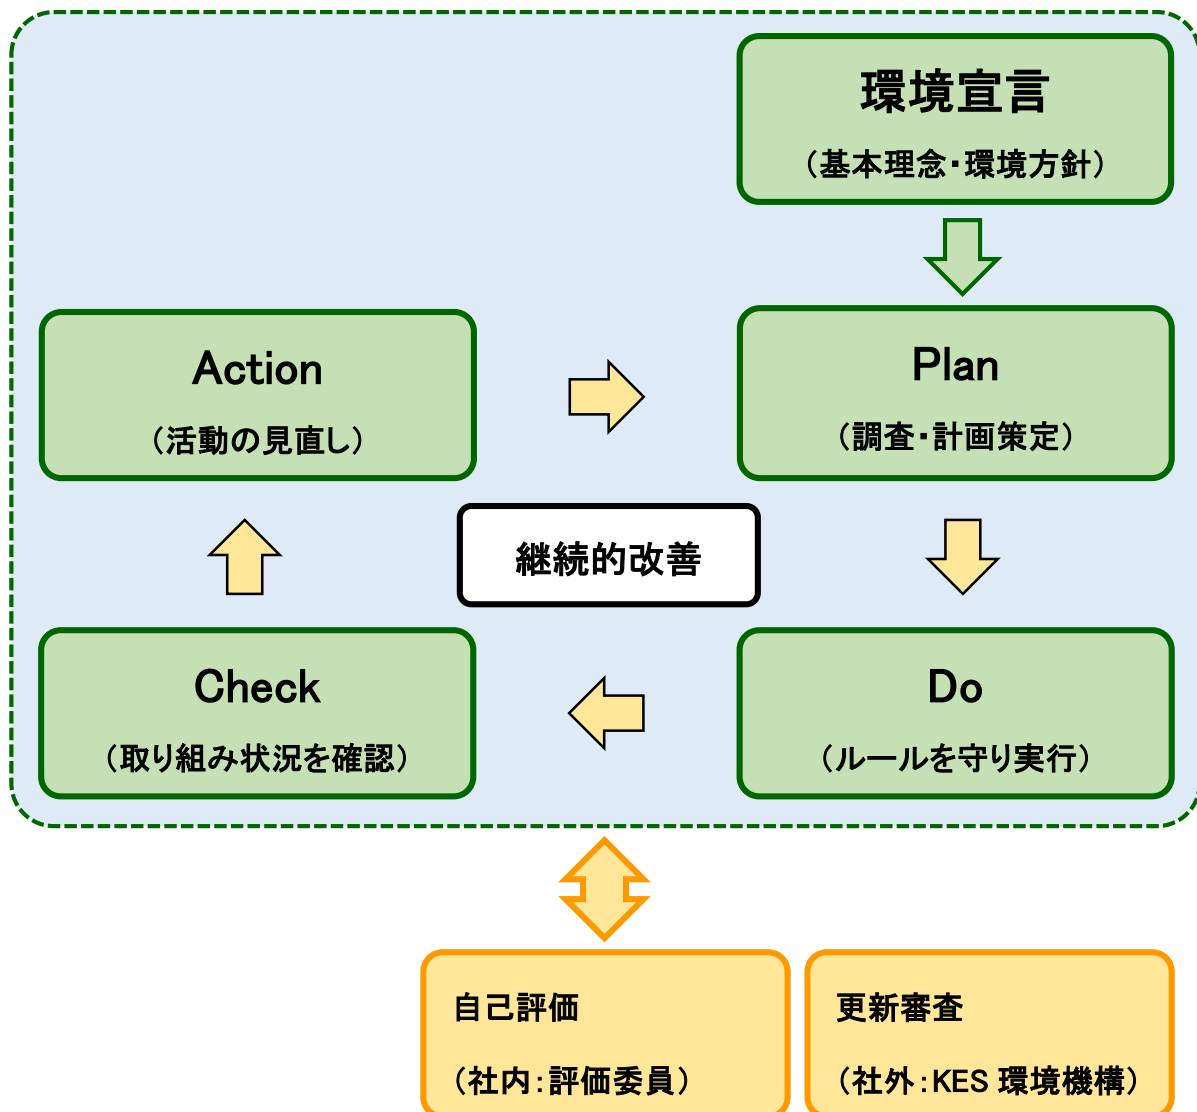 環境宣言
（基本理念・環境方針）
Action
（活動の見直し）
Plan
（調査・計画策定）
継続的改善
Check
（取り組み状況を確認）
Do
（ルールを守り実行）
自己評価
（社内：評価委員）
更新審査
（社外：KES 環境機構）